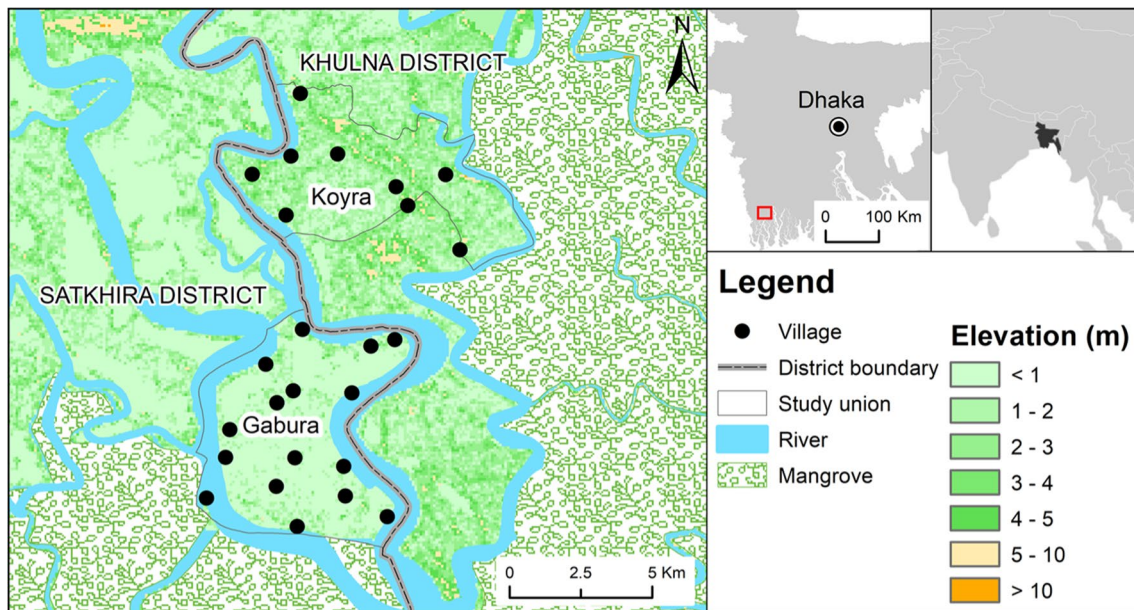 KHULNA DISTRICT
N
Koyra
SATKHIRA DISTRICT
Gabura
0 2.5 5 Km
Dhaka
0 100 Km
Legend
Village
District boundary
Study union
River
Mangrove
Elevation (m)
< 1
1 - 2
2 - 3
3 - 4
4 - 5
5 - 10
> 10